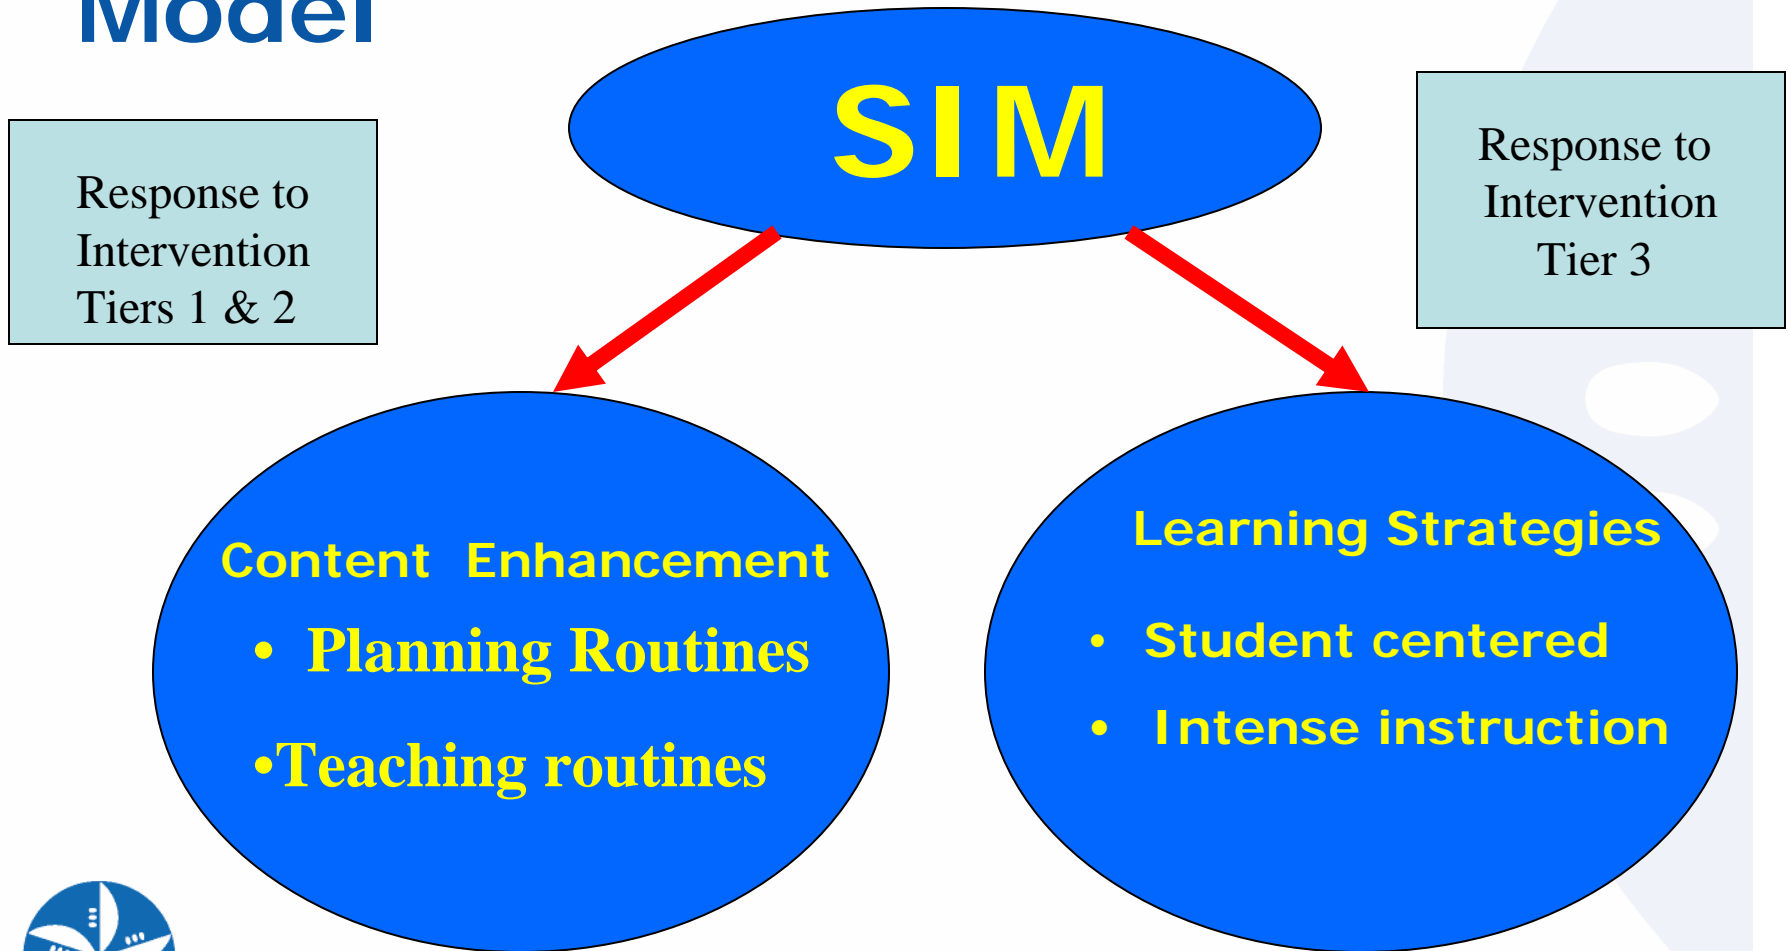 Model
SIM
Response to
Intervention
Tiers 1 & 2
Response to
Intervention
Tier 3
Content Enhancement
• Planning Routines
•Teaching routines
Learning Strategies
• Student centered
• Intense instruction